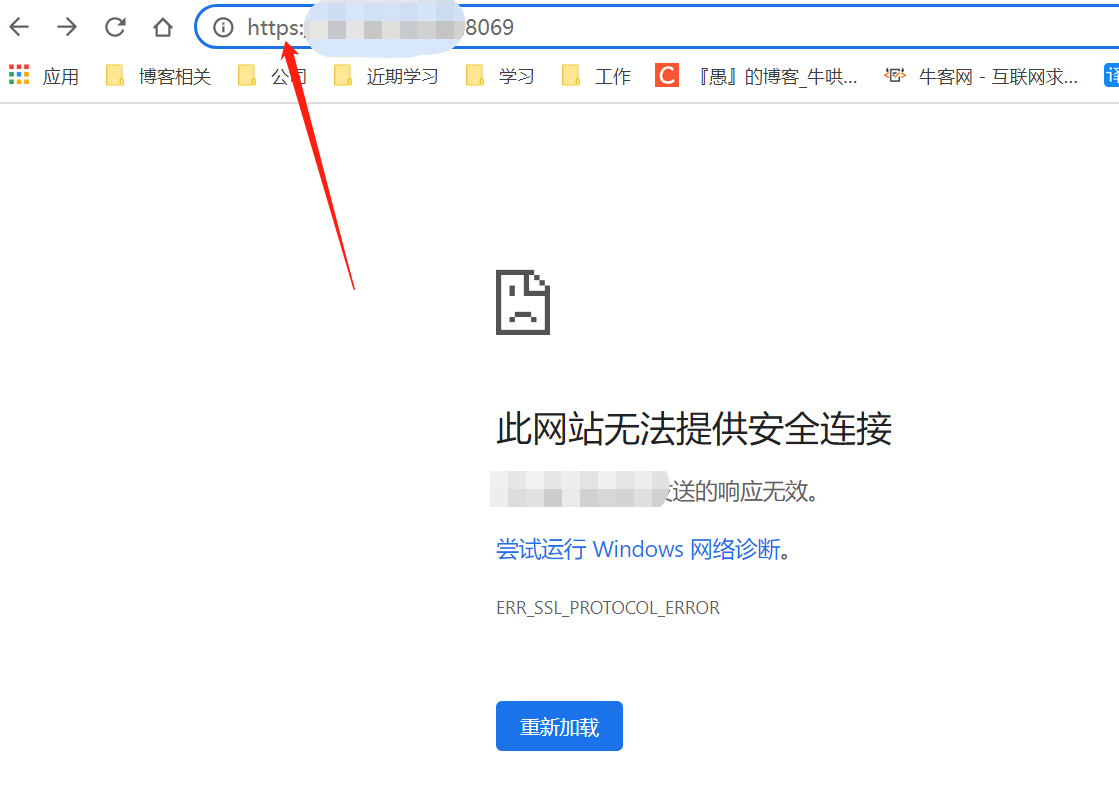 https: 8069
应用 博客相关 公司 近期学习 学习 工作 C 『愚』的博客_牛哄... 牛客网 - 互联网求... 译
此网站无法提供安全连接
送的响应无效。
尝试运行 Windows 网络诊断。
ERR_SSL_PROTOCOL_ERROR
重新加载